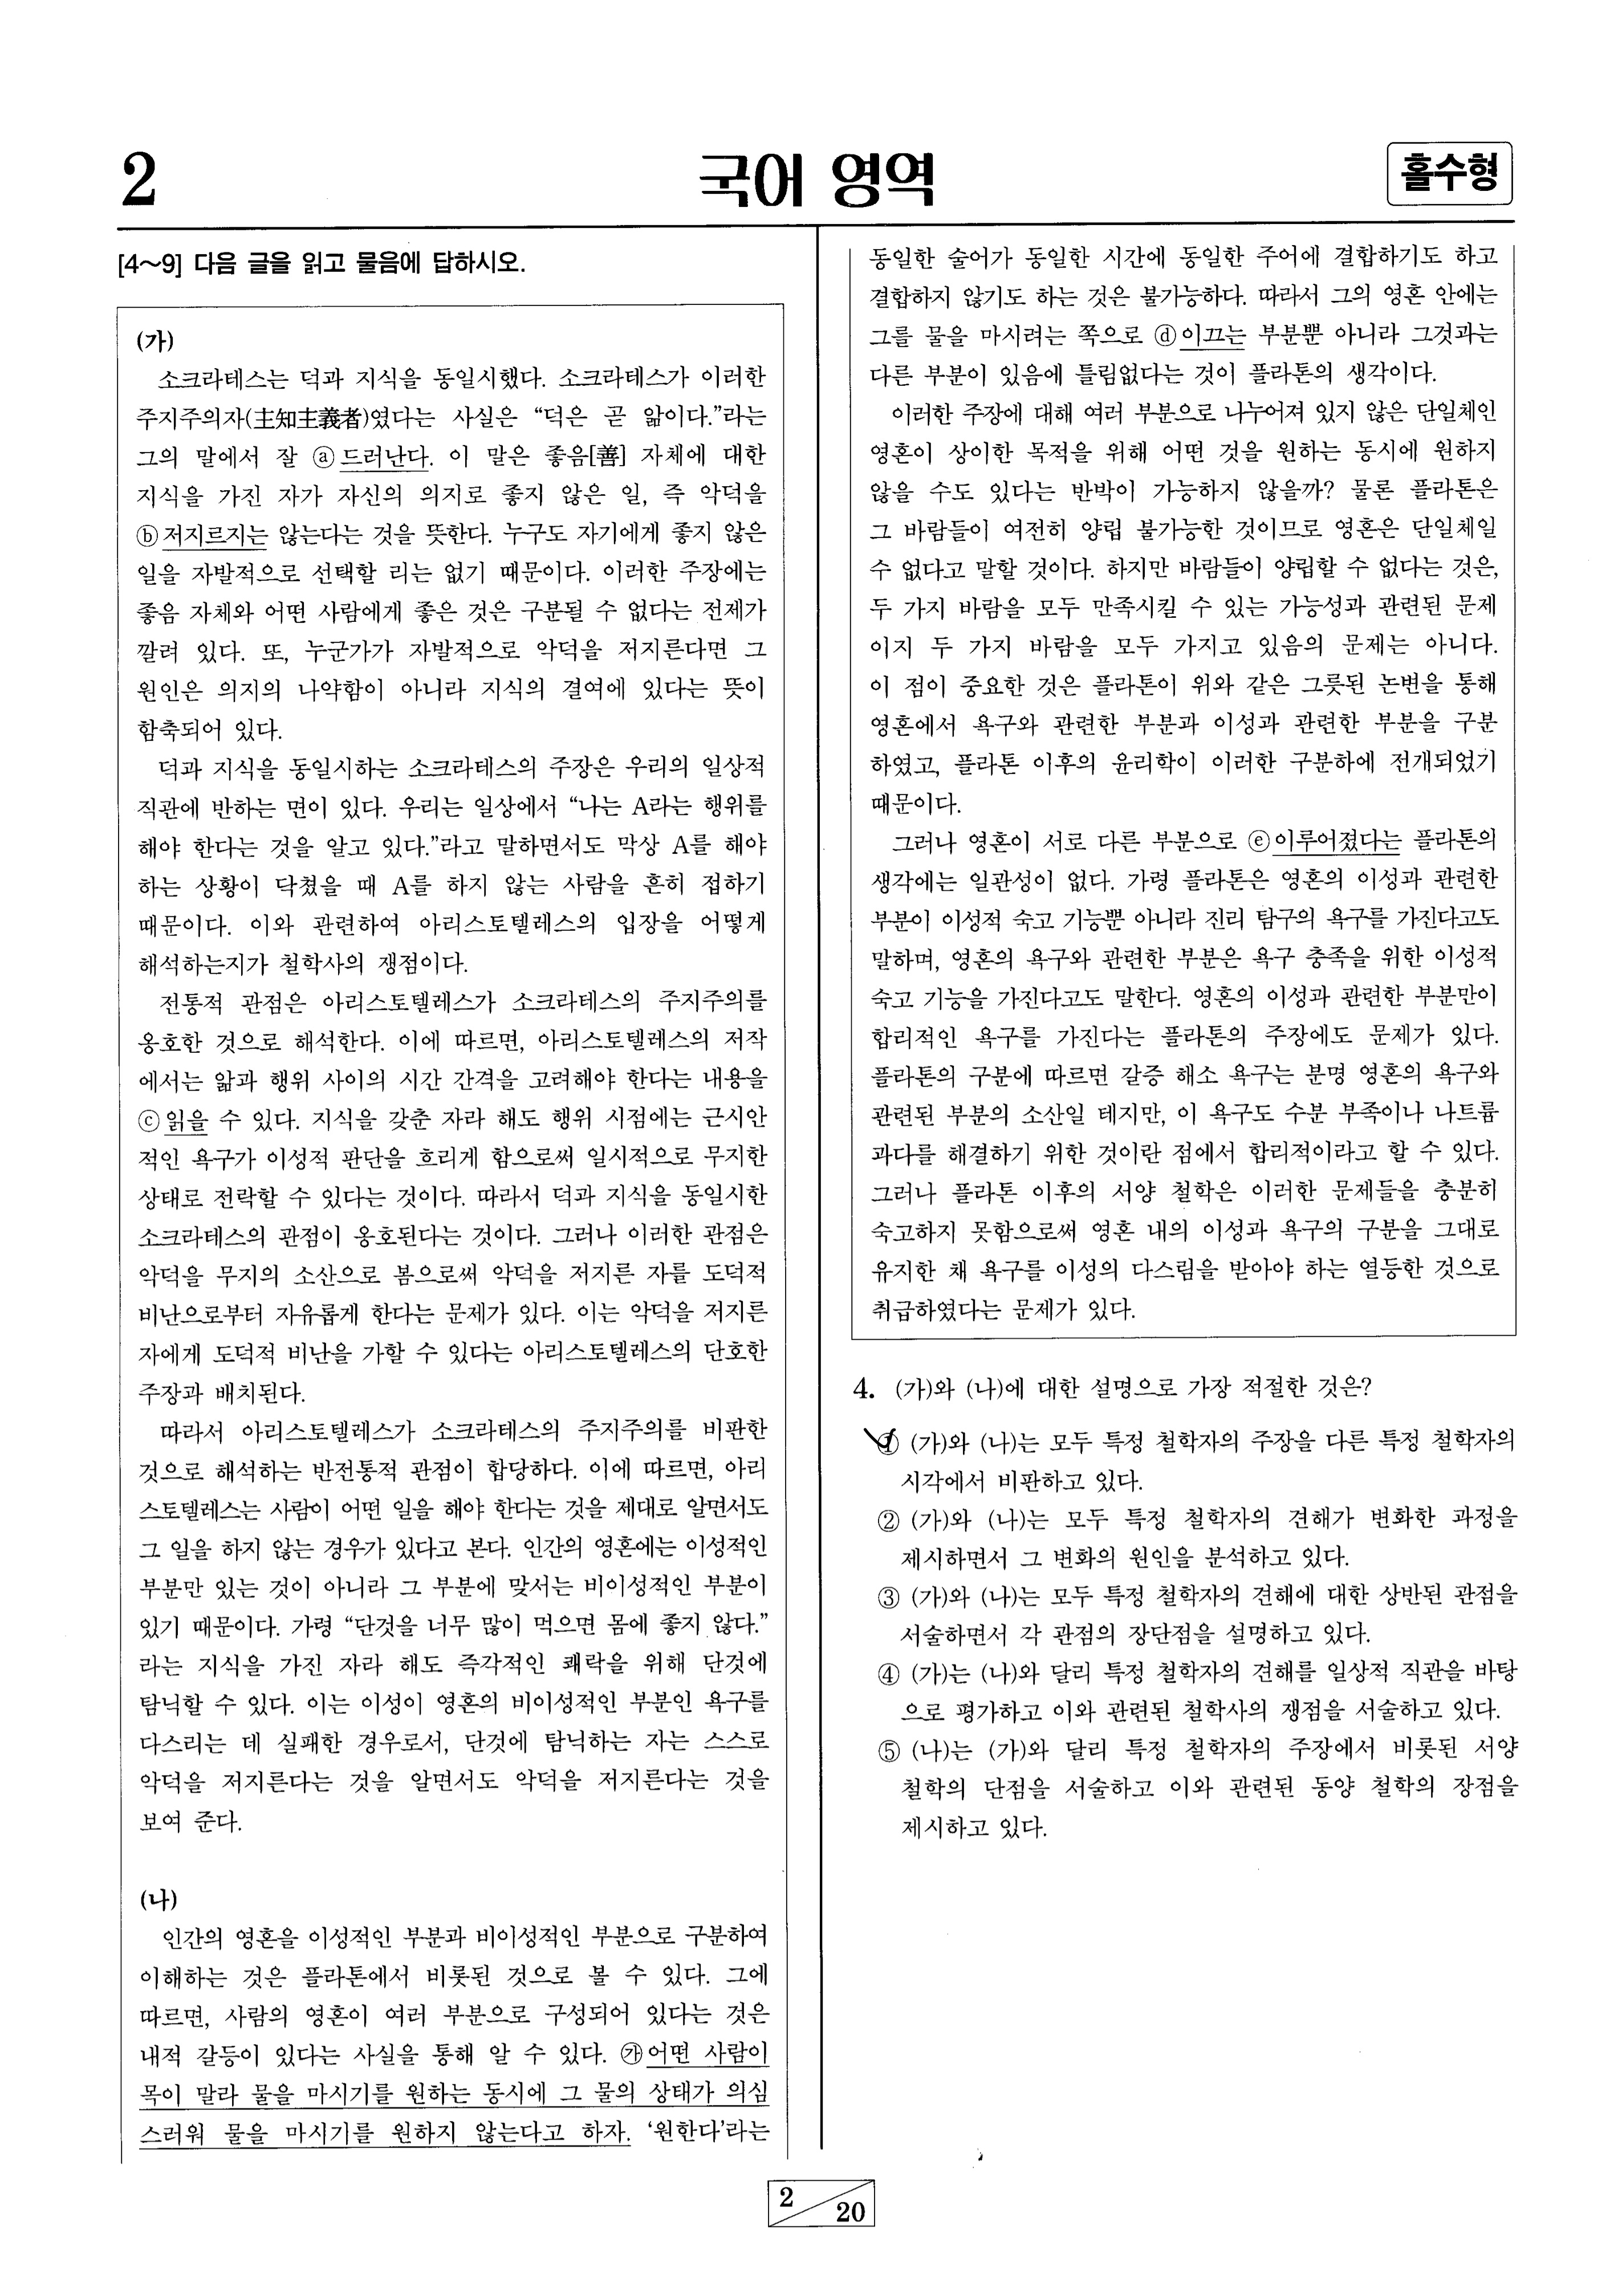 2
국어 영역
홀수형
[4～9] 다음 글을 읽고 물음에 답하시오.
(가)
소크라테스는 덕과 지식을 동일시했다. 소크라테스가 이러한
주지주의자(主知主義者)였다는 사실은 “덕은 곧 앎이다.”라는
그의 말에서 잘 ⓐ드러난다. 이 말은 좋음[善] 자체에 대한
지식을 가진 자가 자신의 의지로 좋지 않은 일, 즉 악덕을
ⓑ저지르지는 않는다는 것을 뜻한다. 누구도 자기에게 좋지 않은
일을 자발적으로 선택할 리는 없기 때문이다. 이러한 주장에는
좋음 자체와 어떤 사람에게 좋은 것은 구분될 수 없다는 전제가
깔려 있다. 또, 누군가가 자발적으로 악덕을 저지른다면 그
원인은 의지의 나약함이 아니라 지식의 결여에 있다는 뜻이
함축되어 있다.
덕과 지식을 동일시하는 소크라테스의 주장은 우리의 일상적
직관에 반하는 면이 있다. 우리는 일상에서 “나는 A라는 행위를
해야 한다는 것을 알고 있다.”라고 말하면서도 막상 A를 해야
하는 상황이 닥쳤을 때 A를 하지 않는 사람을 흔히 접하기
때문이다. 이와 관련하여 아리스토텔레스의 입장을 어떻게
해석하는지가 철학사의 쟁점이다.
전통적 관점은 아리스토텔레스가 소크라테스의 주지주의를
옹호한 것으로 해석한다. 이에 따르면, 아리스토텔레스의 저작
에서는 앎과 행위 사이의 시간 간격을 고려해야 한다는 내용을
ⓒ읽을 수 있다. 지식을 갖춘 자라 해도 행위 시점에는 근시안
적인 욕구가 이성적 판단을 흐리게 함으로써 일시적으로 무지한
상태로 전락할 수 있다는 것이다. 따라서 덕과 지식을 동일시한
소크라테스의 관점이 옹호된다는 것이다. 그러나 이러한 관점은
악덕을 무지의 소산으로 봄으로써 악덕을 저지른 자를 도덕적
비난으로부터 자유롭게 한다는 문제가 있다. 이는 악덕을 저지른
자에게 도덕적 비난을 가할 수 있다는 아리스토텔레스의 단호한
주장과 배치된다.
따라서 아리스토텔레스가 소크라테스의 주지주의를 비판한
것으로 해석하는 반전통적 관점이 합당하다. 이에 따르면, 아리
스토텔레스는 사람이 어떤 일을 해야 한다는 것을 제대로 알면서도
그 일을 하지 않는 경우가 있다고 본다. 인간의 영혼에는 이성적인
부분만 있는 것이 아니라 그 부분에 맞서는 비이성적인 부분이
있기 때문이다. 가령 “단것을 너무 많이 먹으면 몸에 좋지 않다.”
라는 지식을 가진 자라 해도 즉각적인 쾌락을 위해 단것에
탐닉할 수 있다. 이는 이성이 영혼의 비이성적인 부분인 욕구를
다스리는 데 실패한 경우로서, 단것에 탐닉하는 자는 스스로
악덕을 저지른다는 것을 알면서도 악덕을 저지른다는 것을
보여 준다.
(나)
인간의 영혼을 이성적인 부분과 비이성적인 부분으로 구분하여
이해하는 것은 플라톤에서 비롯된 것으로 볼 수 있다. 그에
따르면, 사람의 영혼이 여러 부분으로 구성되어 있다는 것은
내적 갈등이 있다는 사실을 통해 알 수 있다. ㉮어떤 사람이
목이 말라 물을 마시기를 원하는 동시에 그 물의 상태가 의심
스러워 물을 마시기를 원하지 않는다고 하자. ‘원한다’라는
동일한 술어가 동일한 시간에 동일한 주어에 결합하기도 하고
결합하지 않기도 하는 것은 불가능하다. 따라서 그의 영혼 안에는
그를 물을 마시려는 쪽으로 ⓓ이끄는 부분뿐 아니라 그것과는
다른 부분이 있음에 틀림없다는 것이 플라톤의 생각이다.
이러한 주장에 대해 여러 부분으로 나누어져 있지 않은 단일체인
영혼이 상이한 목적을 위해 어떤 것을 원하는 동시에 원하지
않을 수도 있다는 반박이 가능하지 않을까? 물론 플라톤은
그 바람들이 여전히 양립 불가능한 것이므로 영혼은 단일체일
수 없다고 말할 것이다. 하지만 바람들이 양립할 수 없다는 것은,
두 가지 바람을 모두 만족시킬 수 있는 가능성과 관련된 문제
이지 두 가지 바람을 모두 가지고 있음의 문제는 아니다.
이 점이 중요한 것은 플라톤이 위와 같은 그릇된 논변을 통해
영혼에서 욕구와 관련한 부분과 이성과 관련한 부분을 구분
하였고, 플라톤 이후의 윤리학이 이러한 구분하에 전개되었기
때문이다.
그러나 영혼이 서로 다른 부분으로 ⓔ이루어졌다는 플라톤의
생각에는 일관성이 없다. 가령 플라톤은 영혼의 이성과 관련한
부분이 이성적 숙고 기능뿐 아니라 진리 탐구의 욕구를 가진다고도
말하며, 영혼의 욕구와 관련한 부분은 욕구 충족을 위한 이성적
숙고 기능을 가진다고도 말한다. 영혼의 이성과 관련한 부분만이
합리적인 욕구를 가진다는 플라톤의 주장에도 문제가 있다.
플라톤의 구분에 따르면 갈증 해소 욕구는 분명 영혼의 욕구와
관련된 부분의 소산일 테지만, 이 욕구도 수분 부족이나 나트륨
과다를 해결하기 위한 것이란 점에서 합리적이라고 할 수 있다.
그러나 플라톤 이후의 서양 철학은 이러한 문제들을 충분히
숙고하지 못함으로써 영혼 내의 이성과 욕구의 구분을 그대로
유지한 채 욕구를 이성의 다스림을 받아야 하는 열등한 것으로
취급하였다는 문제가 있다.
4. (가)와 (나)에 대한 설명으로 가장 적절한 것은?
① (가)와 (나)는 모두 특정 철학자의 주장을 다른 특정 철학자의
시각에서 비판하고 있다.
② (가)와 (나)는 모두 특정 철학자의 견해가 변화한 과정을
제시하면서 그 변화의 원인을 분석하고 있다.
③ (가)와 (나)는 모두 특정 철학자의 견해에 대한 상반된 관점을
서술하면서 각 관점의 장단점을 설명하고 있다.
④ (가)는 (나)와 달리 특정 철학자의 견해를 일상적 직관을 바탕
으로 평가하고 이와 관련된 철학사의 쟁점을 서술하고 있다.
⑤ (나)는 (가)와 달리 특정 철학자의 주장에서 비롯된 서양
철학의 단점을 서술하고 이와 관련된 동양 철학의 장점을
제시하고 있다.
2
20